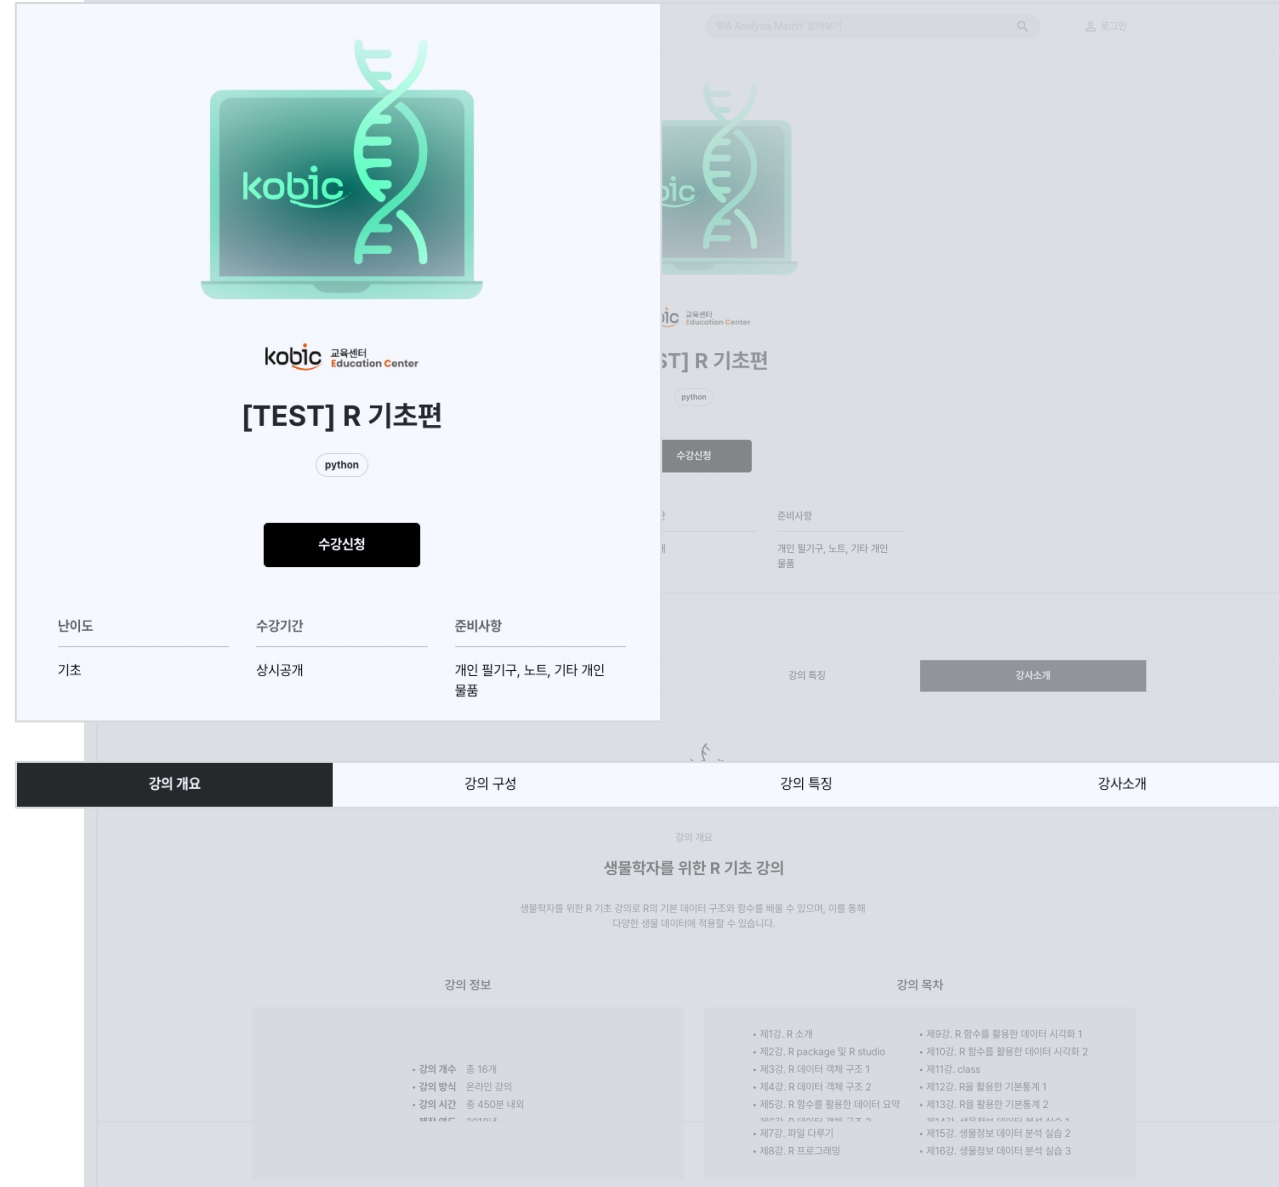 'IPA Analysis Match' 알아보기
로그인
kobic
kobic 교육센터
Education Center
[TEST] R 기초편
python
수강신청
난이도
수강기간
준비사항
기초
상시공개
개인 필기구, 노트, 기타 개인
물품
교육센터
Education Center
R 기초편
python
수강신청
준비사항
개인 필기구, 노트, 기타 개인
물품
강의 특징
강사소개
강의 개요
강의 구성
강의 특징
강사소개
강의 개요
생물학자를 위한 R 기초 강의
생물학자를 위한 R 기초 강의로 R의 기본 데이터 구조와 함수를 배울 수 있으며, 이를 통해
다양한 생물 데이터에 적용할 수 있습니다.
강의 정보
• 강의 개수 총 16개
• 강의 방식 온라인 강의
• 강의 시간 총 450분 내외
강의 목차
• 제1강. R 소개
• 제2강. R package 및 R studio
• 제3강. R 데이터 객체 구조 1
• 제4강. R 데이터 객체 구조 2
• 제5강. R 함수를 활용한 데이터 요약
• 제7강. 파일 다루기
• 제8강. R 프로그래밍
• 제9강. R 함수를 활용한 데이터 시각화 1
• 제10강. R 함수를 활용한 데이터 시각화 2
• 제11강. class
• 제12강. R을 활용한 기본통계 1
• 제13강. R을 활용한 기본통계 2
• 제15강. 생물정보 데이터 분석 실습 2
• 제16강. 생물정보 데이터 분석 실습 3